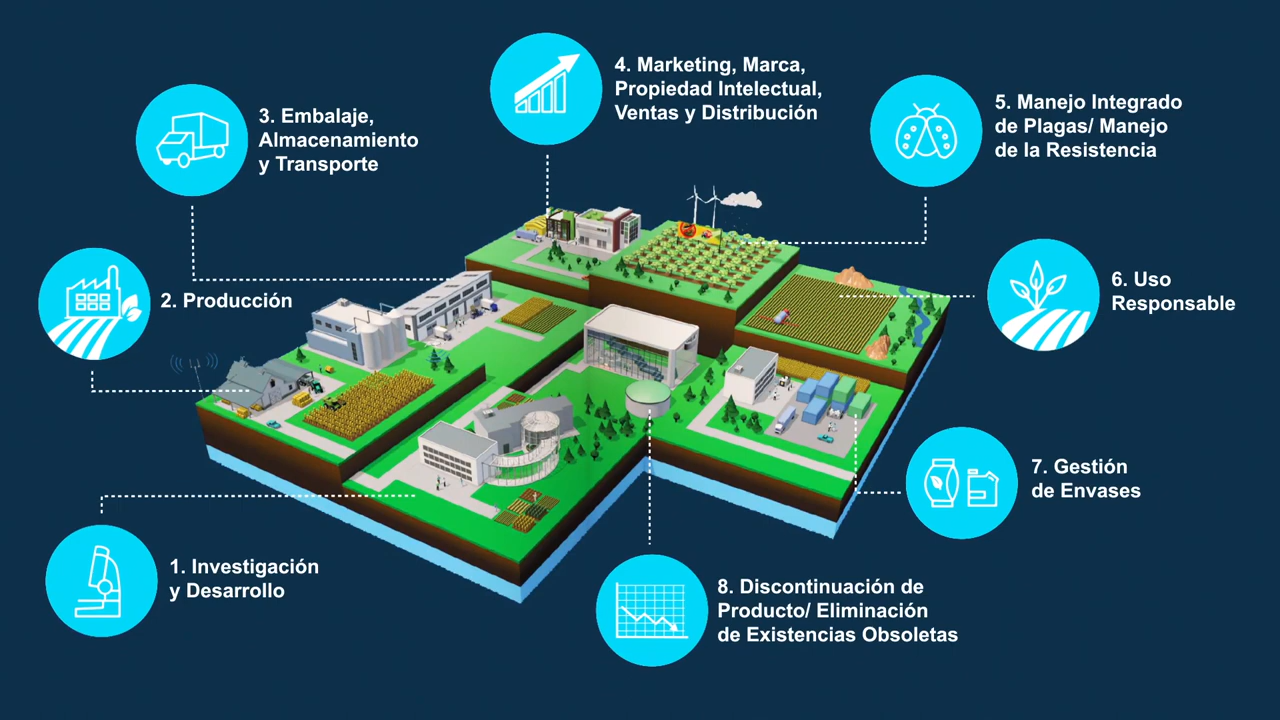 1. Investigación
y Desarrollo
2. Producción
3. Embalaje,
Almacenamiento
y Transporte
4. Marketing, Marca,
Propiedad Intelectual,
Ventas y Distribución
5. Manejo Integrado
de Plagas/ Manejo
de la Resistencia
6. Uso
Responsable
7. Gestión
de Envases
8. Discontinuación de
Producto/ Eliminación
de Existencias Obsoletas